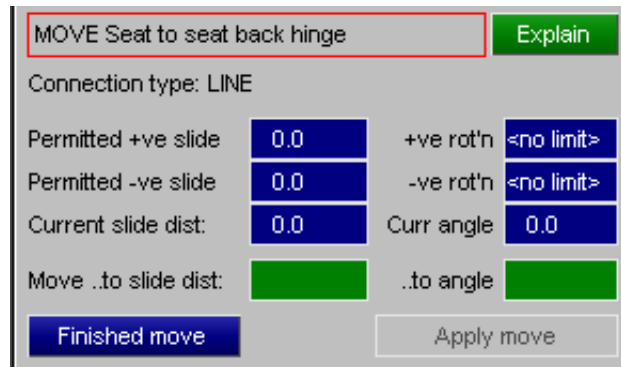 MOVE Seat to seat back hinge Explain
Connection type: LINE
Permitted +ve slide 0.0 +ve rot'n <no limit>
Permitted -ve slide 0.0 -ve rot'n <no limit>
Current slide dist: 0.0 Curr angle 0.0
Move ..to slide dist: ..to angle
Finished move Apply move